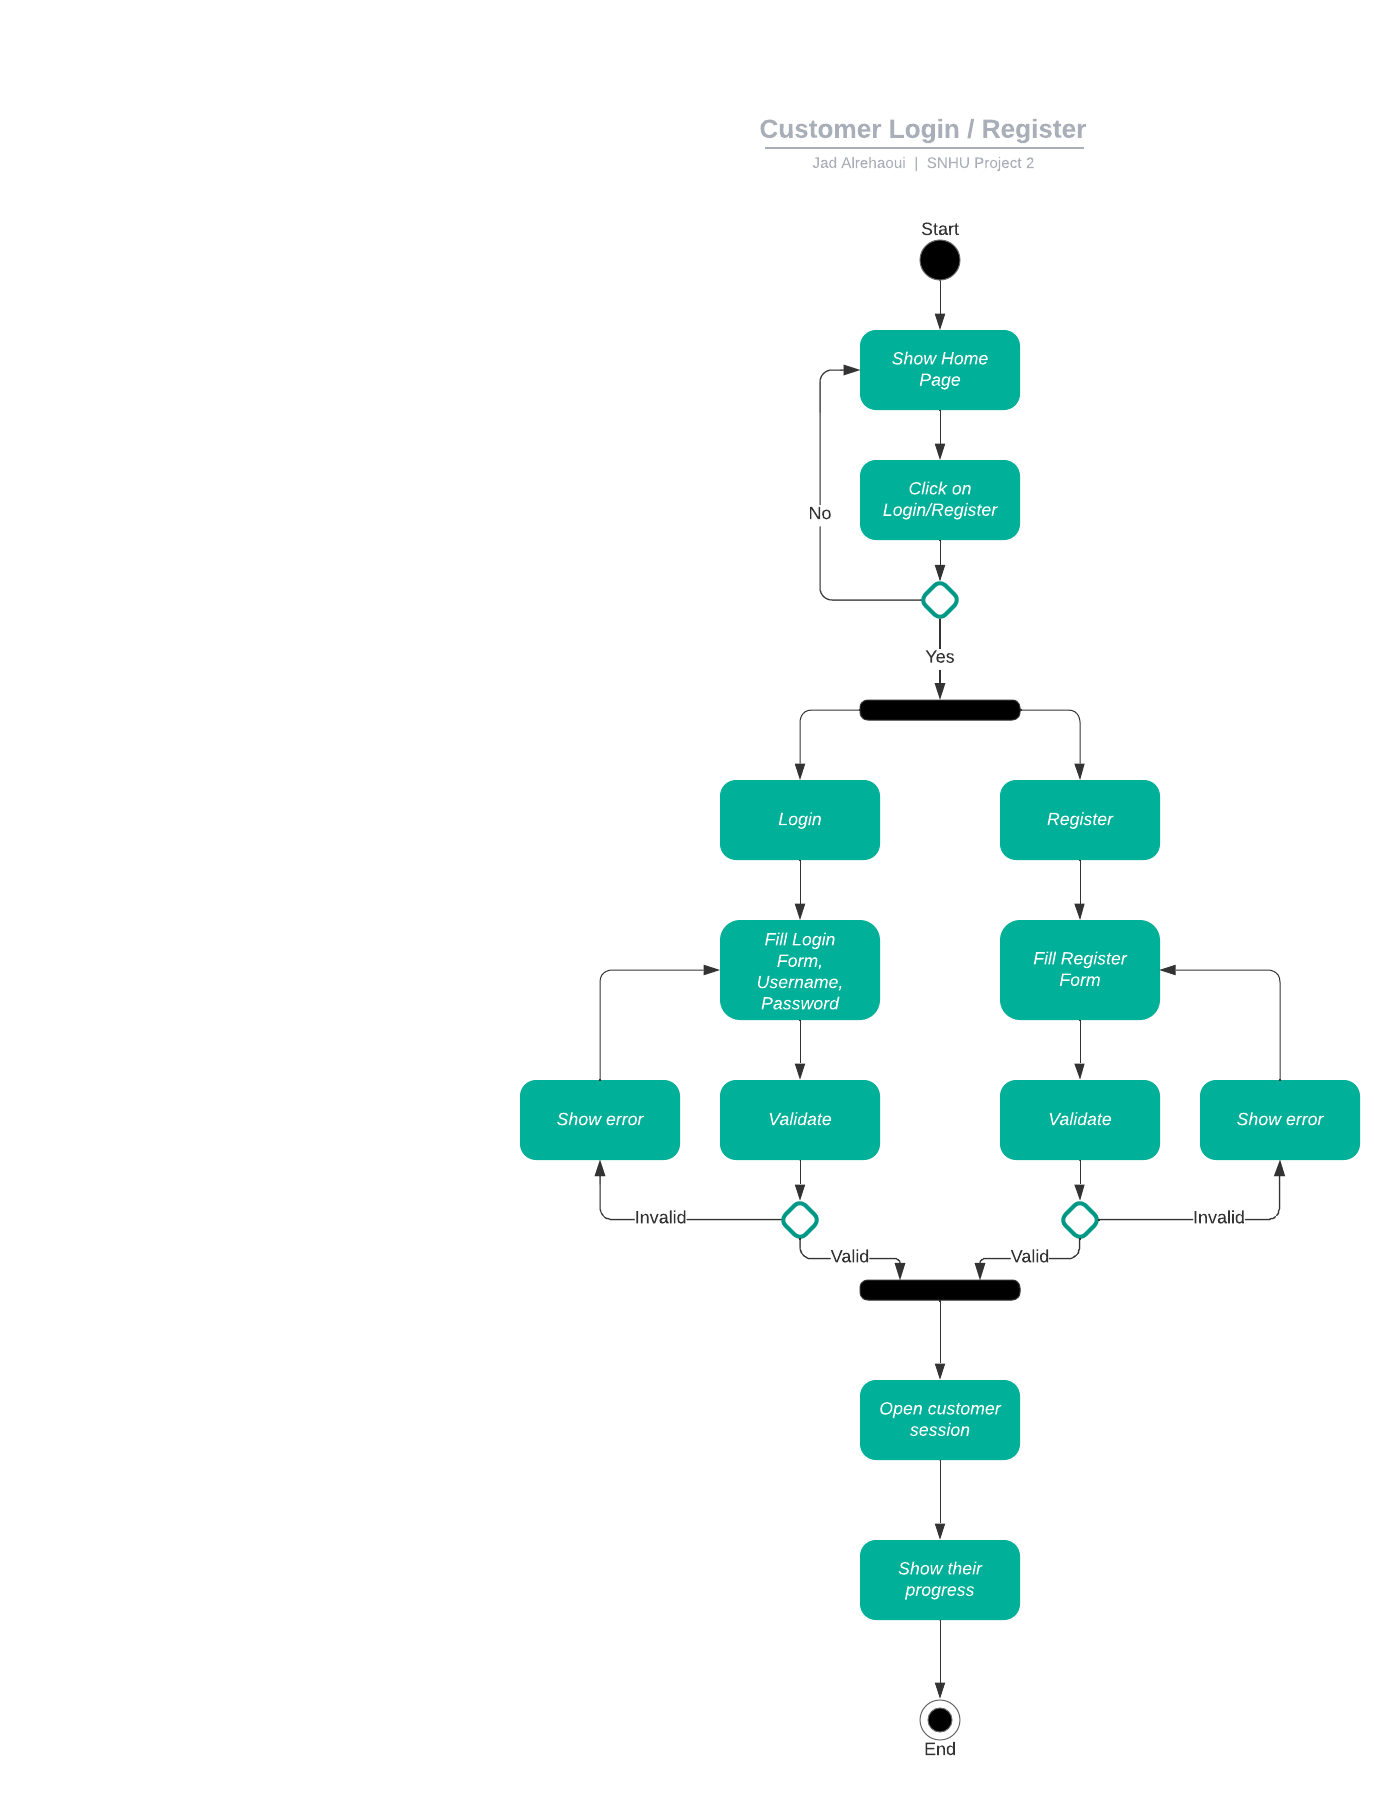 Customer Login / Register
Jad Alrehaoui | SNHU Project 2
Start
Show Home
Page
Click on
Login/Register
No
Yes
Login
Register
Fill Login
Form,
Username,
Password
Fill Register
Form
Show error
Validate
Validate
Show error
Invalid
Invalid
Valid
Valid
Open customer
session
Show their
progress
End